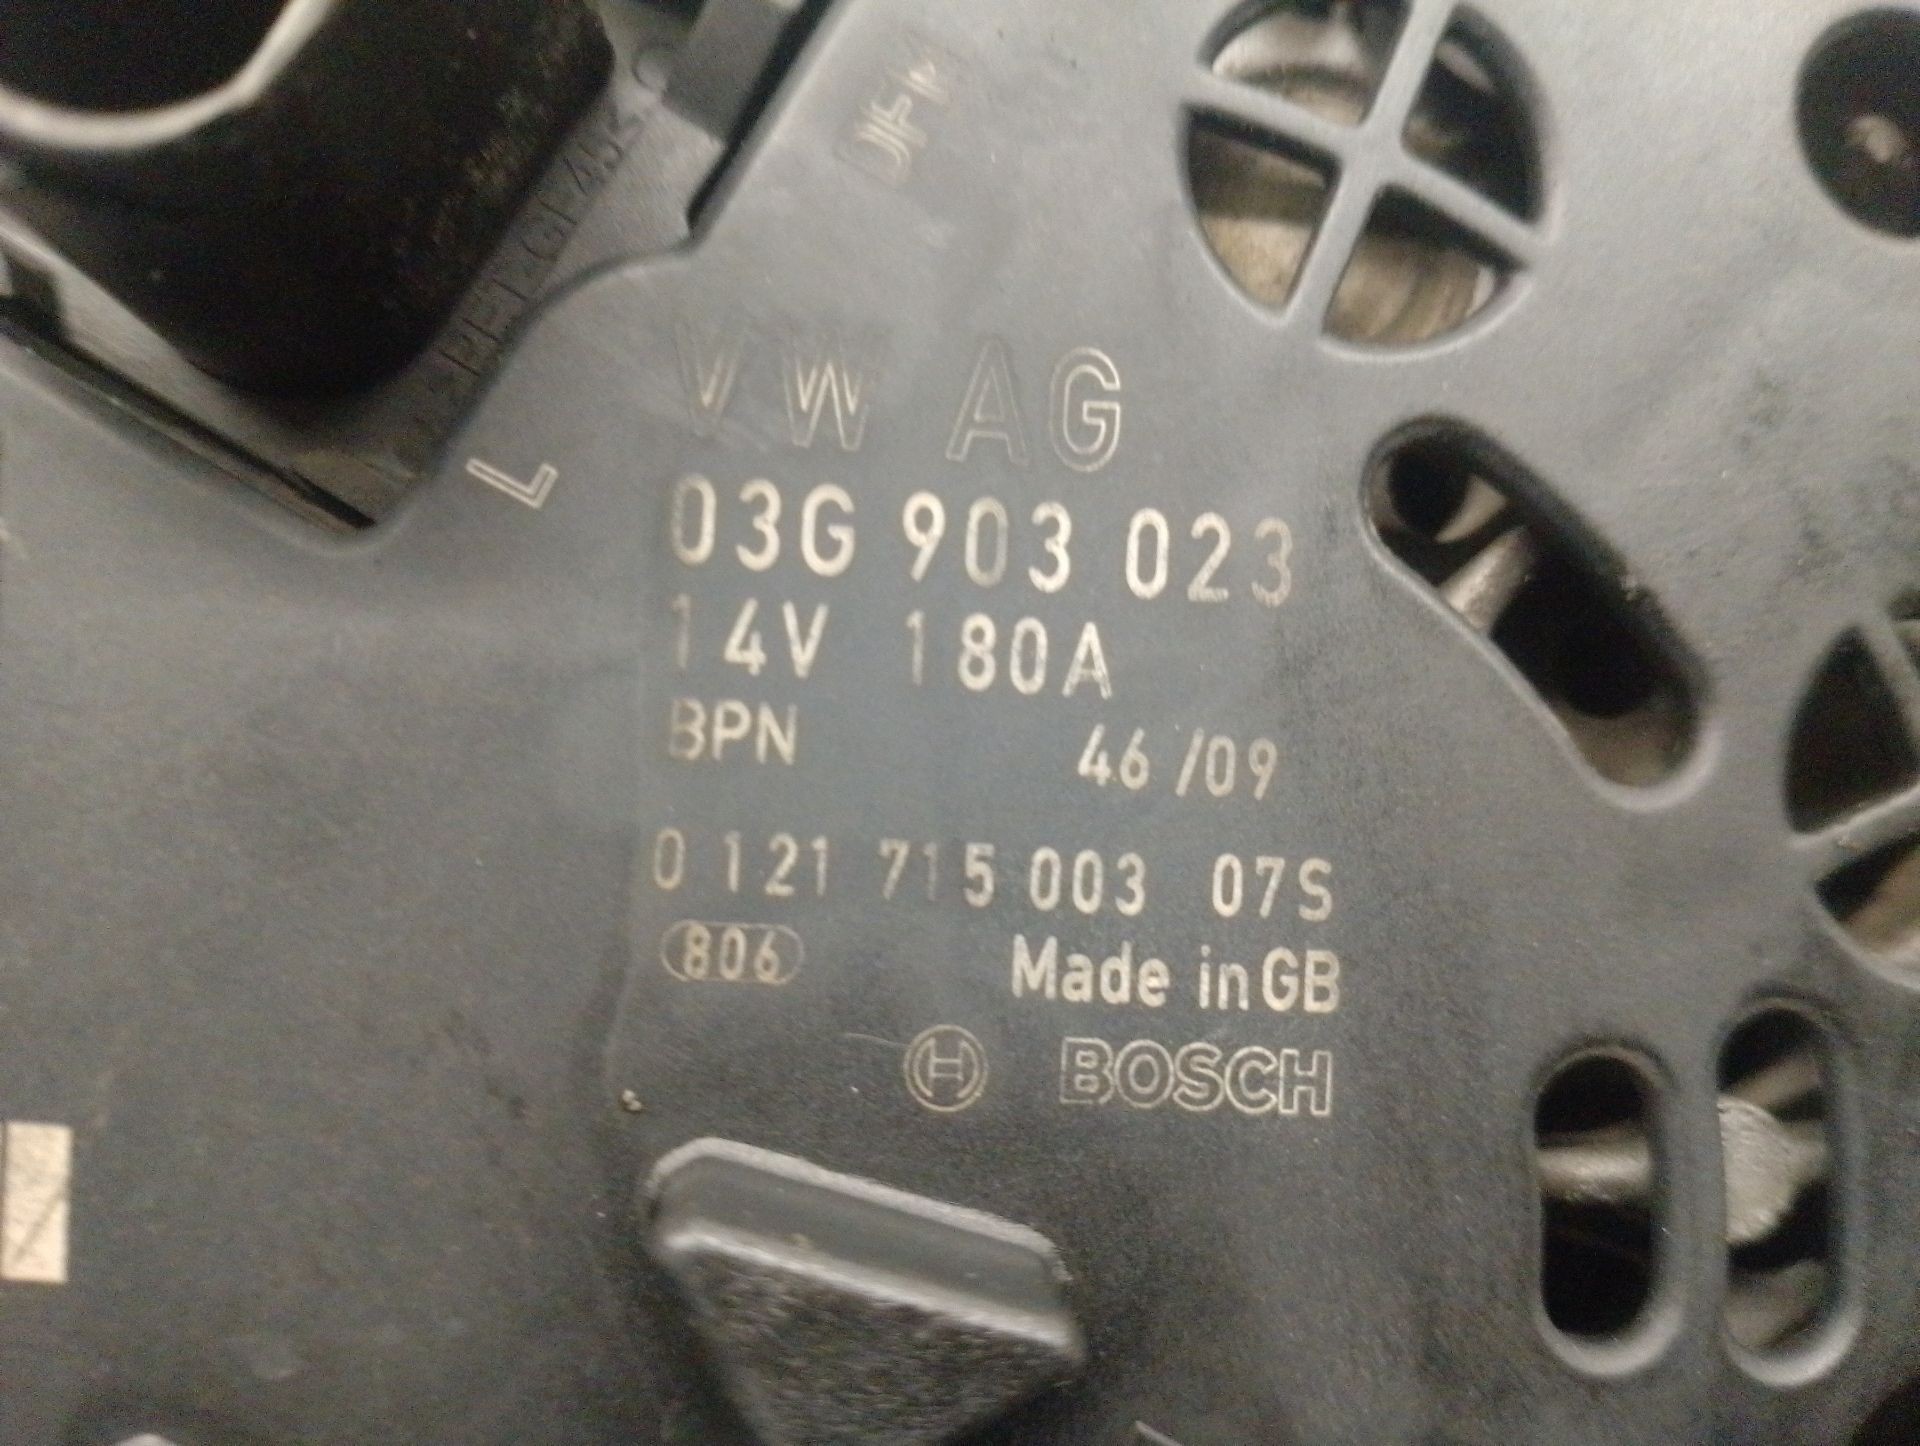 VW AG
L
03G 903 023
14V 180A
BPN 46/09
0 121 715 003 07S
806
Made in GB
BOSCH